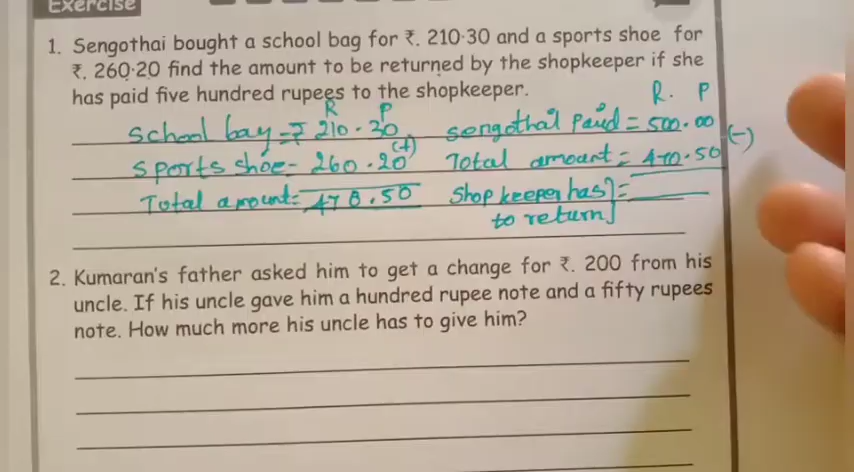 Exercise
1. Sengothai bought a school bag for ₹. 210·30 and a sports shoe for
₹. 260·20 find the amount to be returned by the shopkeeper if she
has paid five hundred rupees to the shopkeeper.
R P
school bag = ₹ 210 . 30
(+)
sports shoe - 260 . 20
Total amount = 470.50
R. P
sengothai Paid = 500.00
(-)
Total amount = 470.50
Shop keeper has =
to return
2. Kumaran's father asked him to get a change for ₹. 200 from his
uncle. If his uncle gave him a hundred rupee note and a fifty rupees
note. How much more his uncle has to give him?